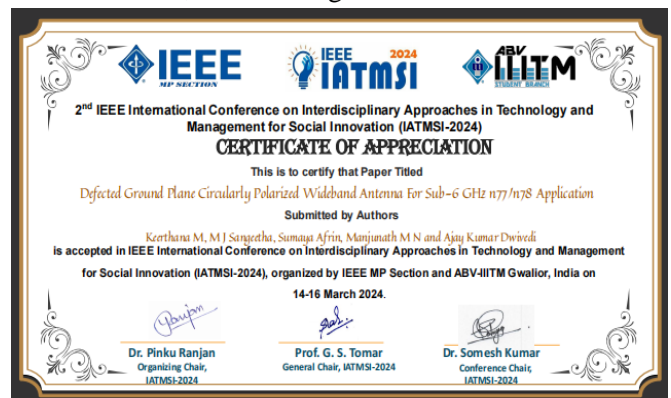 IEEE
MP SECTION
IEEE 2024
IATMSI
ABV
IIITM
STUDENT BRANCH
2nd IEEE International Conference on Interdisciplinary Approaches in Technology and
Management for Social Innovation (IATMSI-2024)
CERTIFICATE OF APPRECIATION
This is to certify that Paper Titled
Defected Ground Plane Circularly Polarized Wideband Antenna For Sub-6 GHz n77/n78 Application
Submitted by Authors
Keerthana M, M J Sangeetha, Sumaya Afrin, Manjunath M N and Ajay Kumar Dwivedi
is accepted in IEEE International Conference on Interdisciplinary Approaches in Technology and Management
for Social Innovation (IATMSI-2024), organized by IEEE MP Section and ABV-IIITM Gwalior, India on
14-16 March 2024.
Dr. Pinku Ranjan
Organizing Chair,
IATMSI-2024
Prof. G. S. Tomar
General Chair, IATMSI-2024
Dr. Somesh Kumar
Conference Chair,
IATMSI-2024